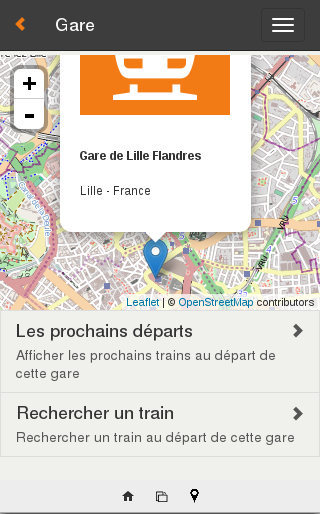 Gare
+
-
Gare de Lille Flandres
Lille - France
VRU
Leaflet | © OpenStreetMap contributors
Les prochains départs
Afficher les prochains trains au départ de
cette gare
Rechercher un train
Rechercher un train au départ de cette gare